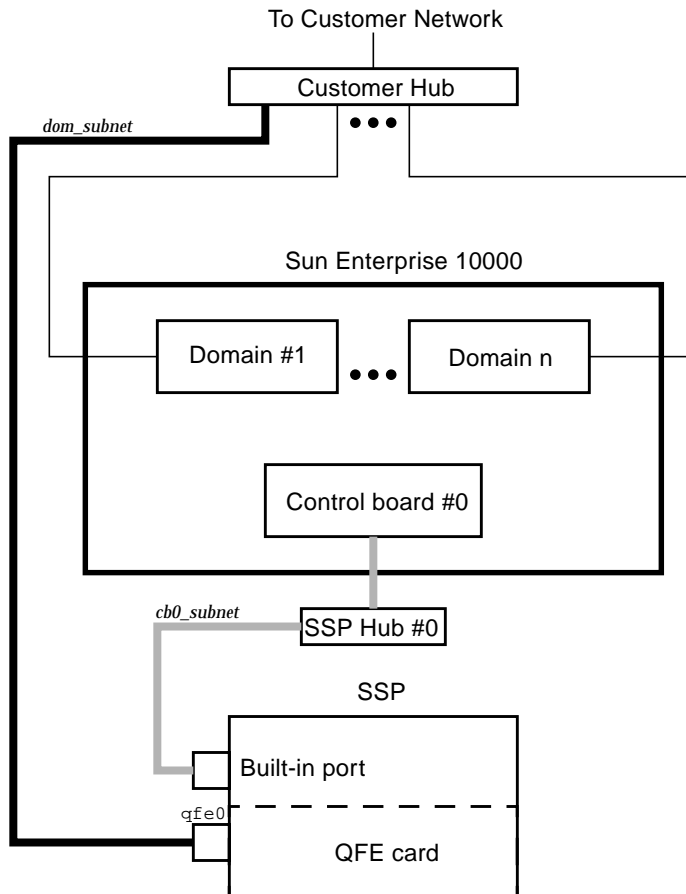 To Customer Network
Customer Hub
dom_subnet
Sun Enterprise 10000
Domain #1
Domain n
Control board #0
cb0_subnet
SSP Hub #0
SSP
Built-in port
qfe0
QFE card